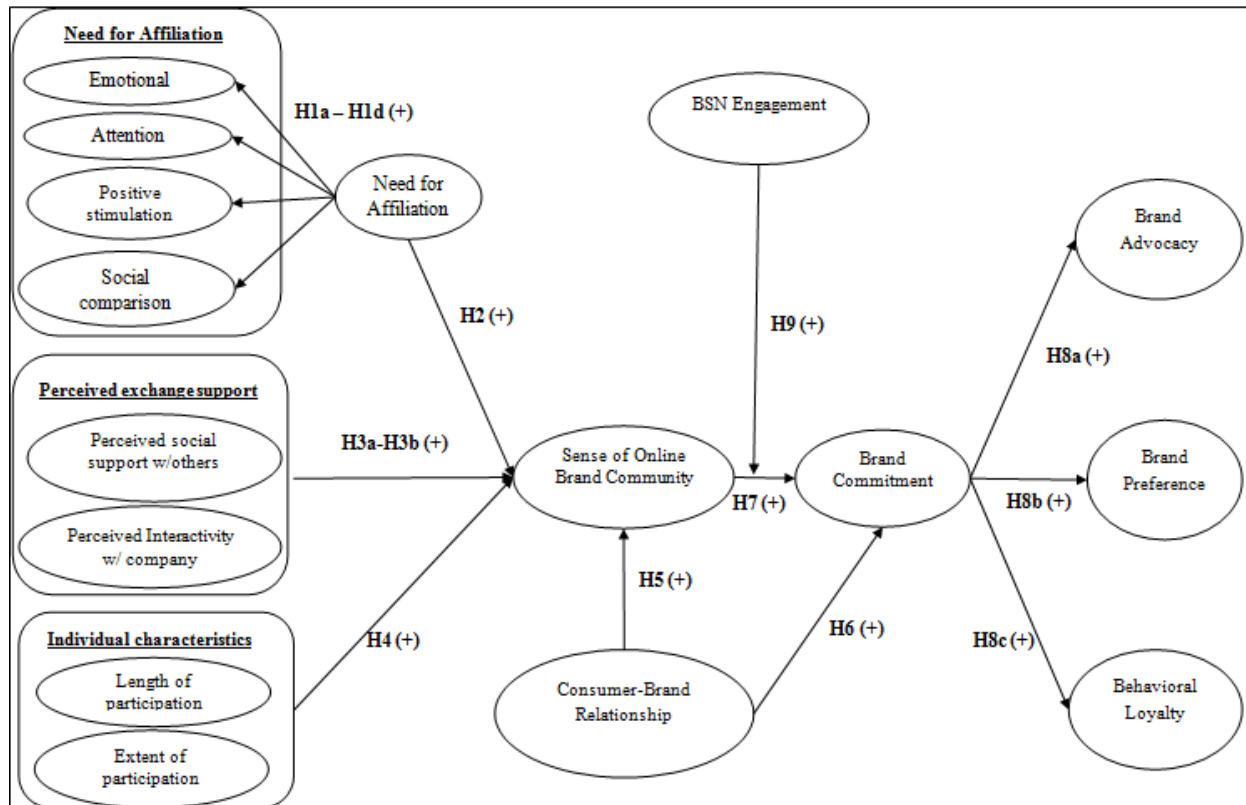 Need for Affiliation
Emotional
Attention
Positive
stimulation
Social
comparison
H1a – H1d (+)
Need for
Affiliation
H2 (+)
BSN Engagement
H9 (+)
Perceived exchange support
Perceived social
support w/others
Perceived Interactivity
w/ company
H3a-H3b (+)
Sense of Online
Brand Community
H7 (+)
Brand
Commitment
H8a (+)
Brand
Advocacy
H8b (+)
Brand
Preference
H8c (+)
Behavioral
Loyalty
Individual characteristics
Length of
participation
Extent of
participation
H4 (+)
H5 (+)
H6 (+)
Consumer-Brand
Relationship